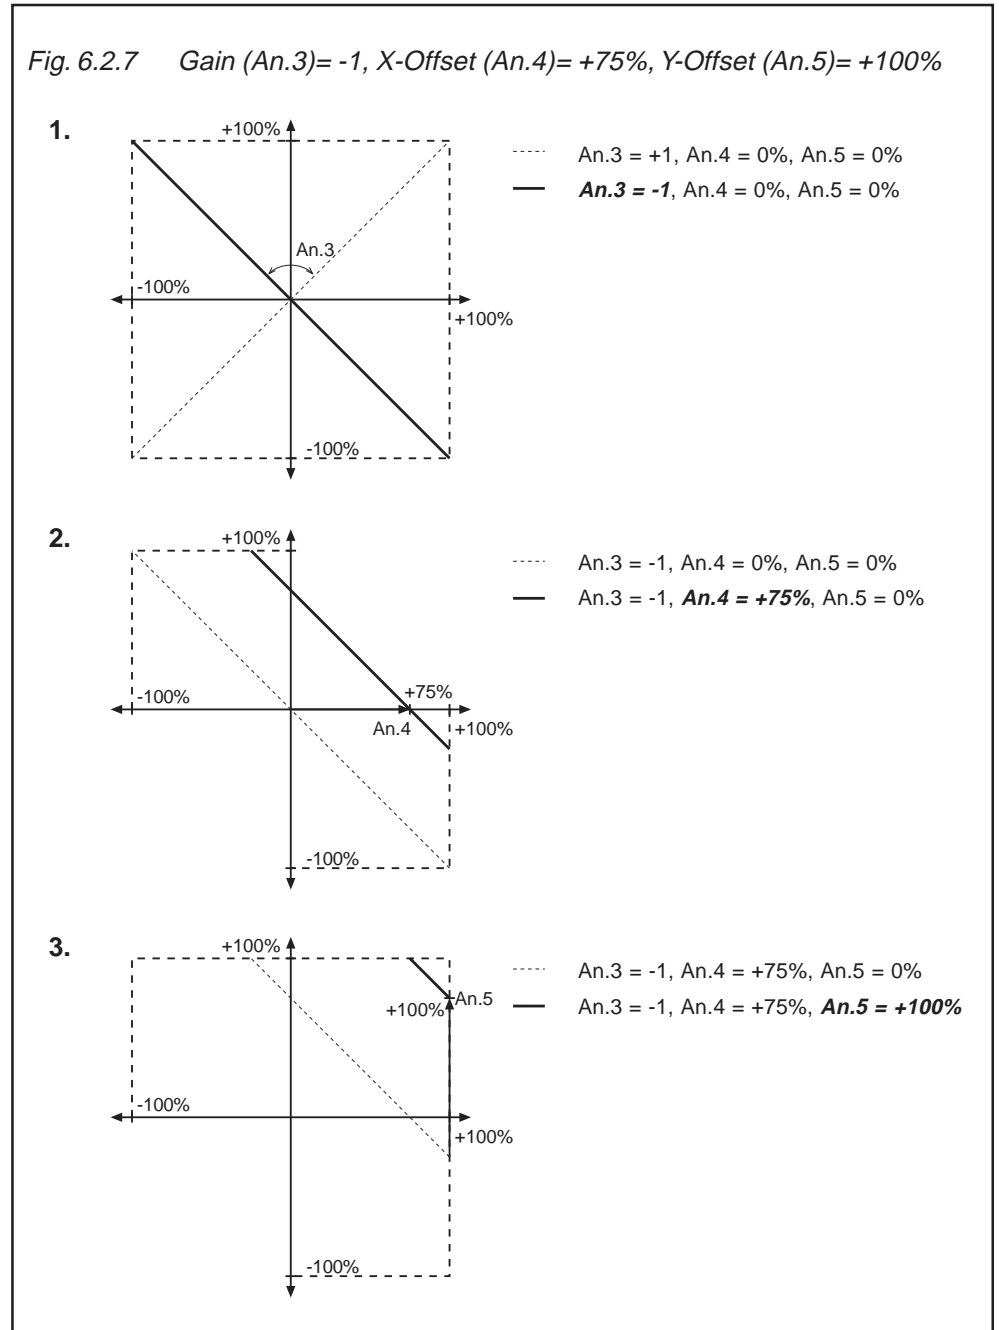 Fig. 6.2.7 Gain (An.3)= -1, X-Offset (An.4)= +75%, Y-Offset (An.5)= +100%
1.
+100%
An.3 = +1, An.4 = 0%, An.5 = 0%
An.3 = -1, An.4 = 0%, An.5 = 0%
An.3
-100%
+100%
-100%
2.
+100%
An.3 = -1, An.4 = 0%, An.5 = 0%
An.3 = -1, An.4 = +75%, An.5 = 0%
-100%
+75%
An.4
+100%
-100%
3.
+100%
An.3 = -1, An.4 = +75%, An.5 = 0%
An.3 = -1, An.4 = +75%, An.5 = +100%
An.5
+100%
-100%
+100%
-100%